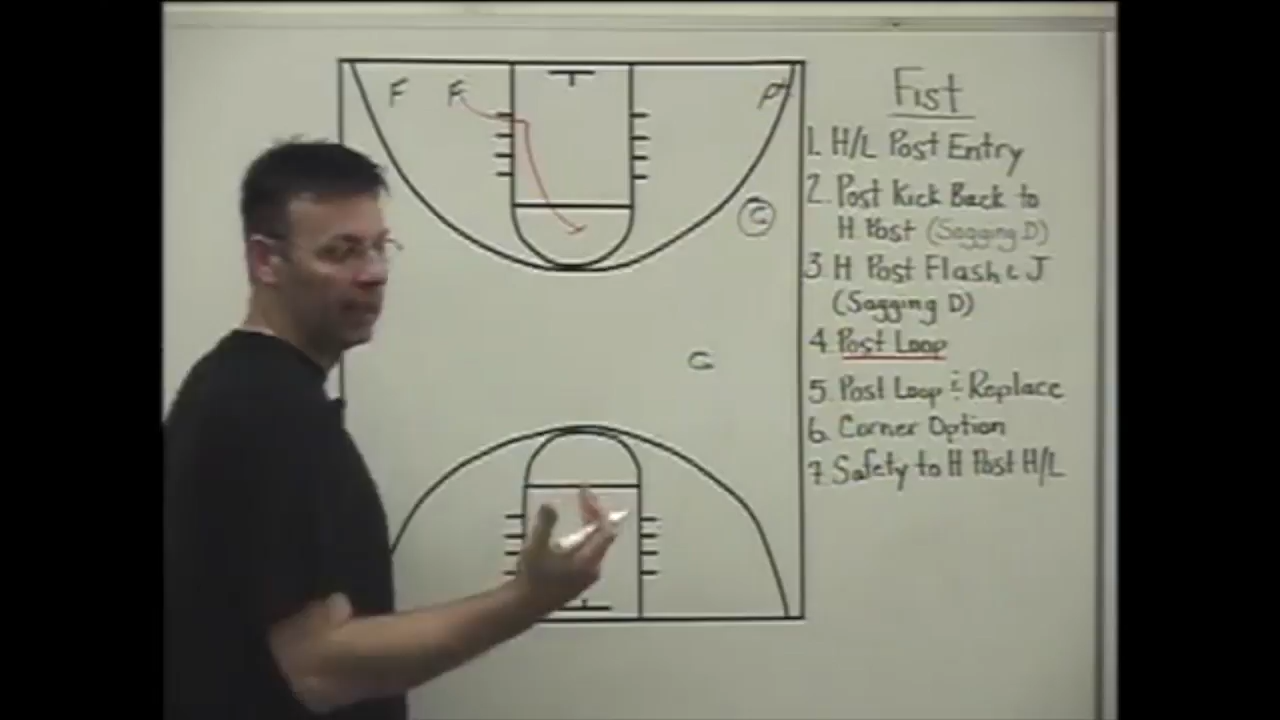 Fist
1. H/L Post Entry
2. Post Kick Back to
H Post (Sagging D)
3. H Post Flash & J
(Sagging D)
4. Post Loop
5. Post Loop & Replace
6. Corner Option
7. Safety to H Post H/L
F F
G
G